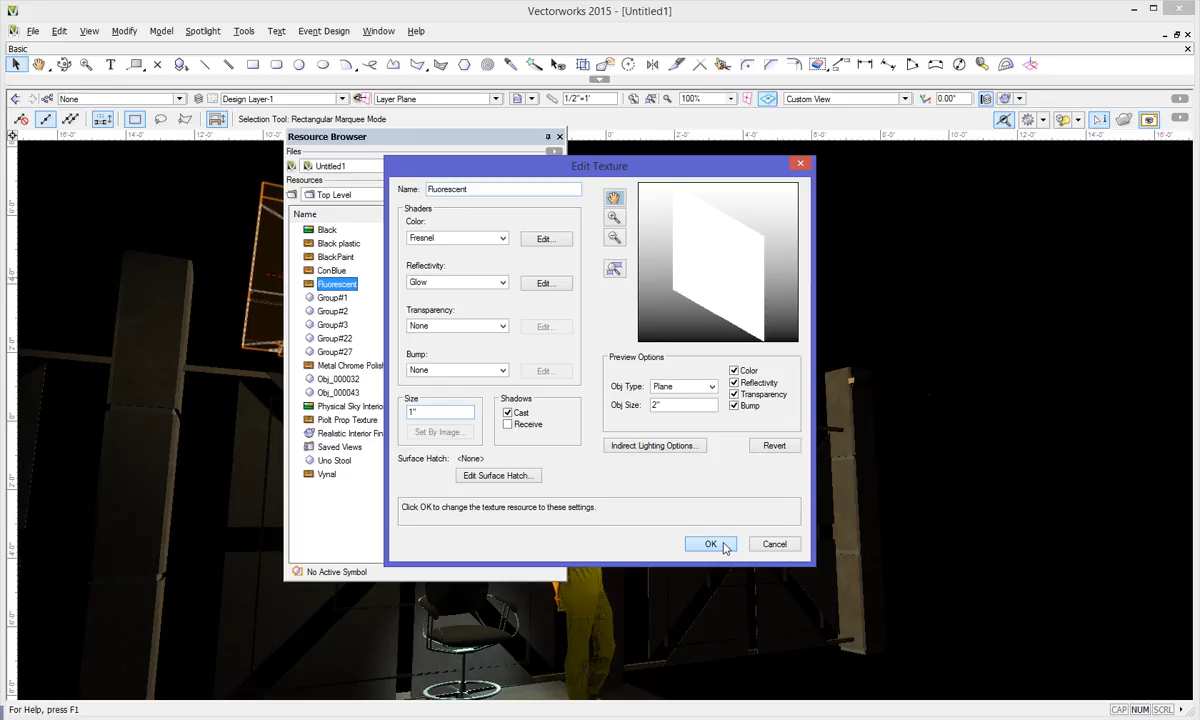 Vectorworks 2015 - [Untitled1]
File Edit View Modify Model Spotlight Tools Text Event Design Window Help
Basic
None Design Layer-1 Layer Plane 1/2"=1' 100% Custom View 0.00°
Selection Tool: Rectangular Marquee Mode
Resource Browser
Files
Untitled1
Resources
Top Level
Name
Black
Black plastic
BlackPaint
ConBlue
Fluorescent
Group#1
Group#2
Group#3
Group#22
Group#27
Metal Chrome Polish
Obj_000032
Obj_000043
Physical Sky Interio
Piolt Prop Texture
Realistic Interior Fin
Saved Views
Uno Stool
Vynal
No Active Symbol
Edit Texture
Name: Fluorescent
Shaders
Color:
Fresnel Edit...
Reflectivity:
Glow Edit...
Transparency:
None Edit...
Bump:
None Edit...
Size
1"
Set By Image...
Shadows
Cast
Receive
Surface Hatch: <None>
Edit Surface Hatch...
Preview Options
Obj Type: Plane
Obj Size: 2"
Color
Reflectivity
Transparency
Bump
Indirect Lighting Options... Revert
Click OK to change the texture resource to these settings.
OK Cancel
For Help, press F1
CAP NUM SCRL